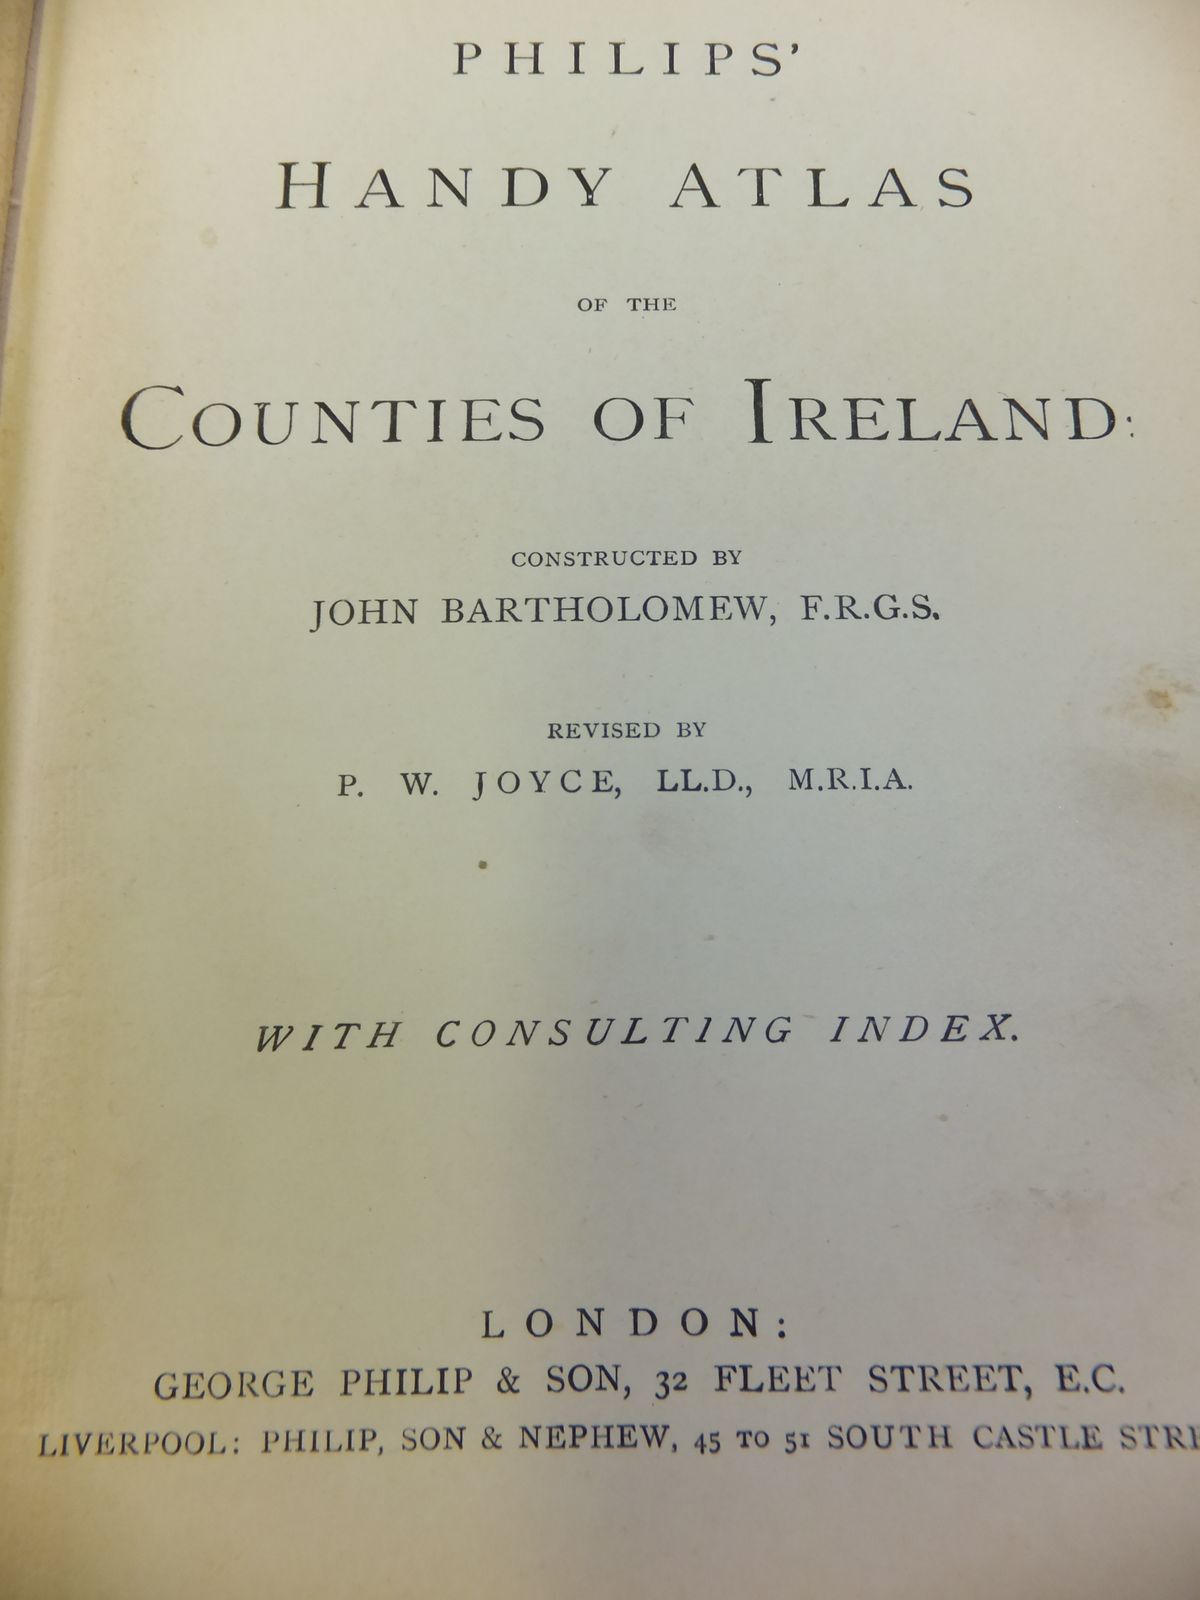 PHILIPS'
HANDY ATLAS
OF THE
COUNTIES OF IRELAND:
CONSTRUCTED BY
JOHN BARTHOLOMEW, F.R.G.S.
REVISED BY
P. W. JOYCE, LL.D., M.R.I.A.
WITH CONSULTING INDEX.
LONDON:
GEORGE PHILIP & SON, 32 FLEET STREET, E.C.
LIVERPOOL: PHILIP, SON & NEPHEW, 45 TO 51 SOUTH CASTLE